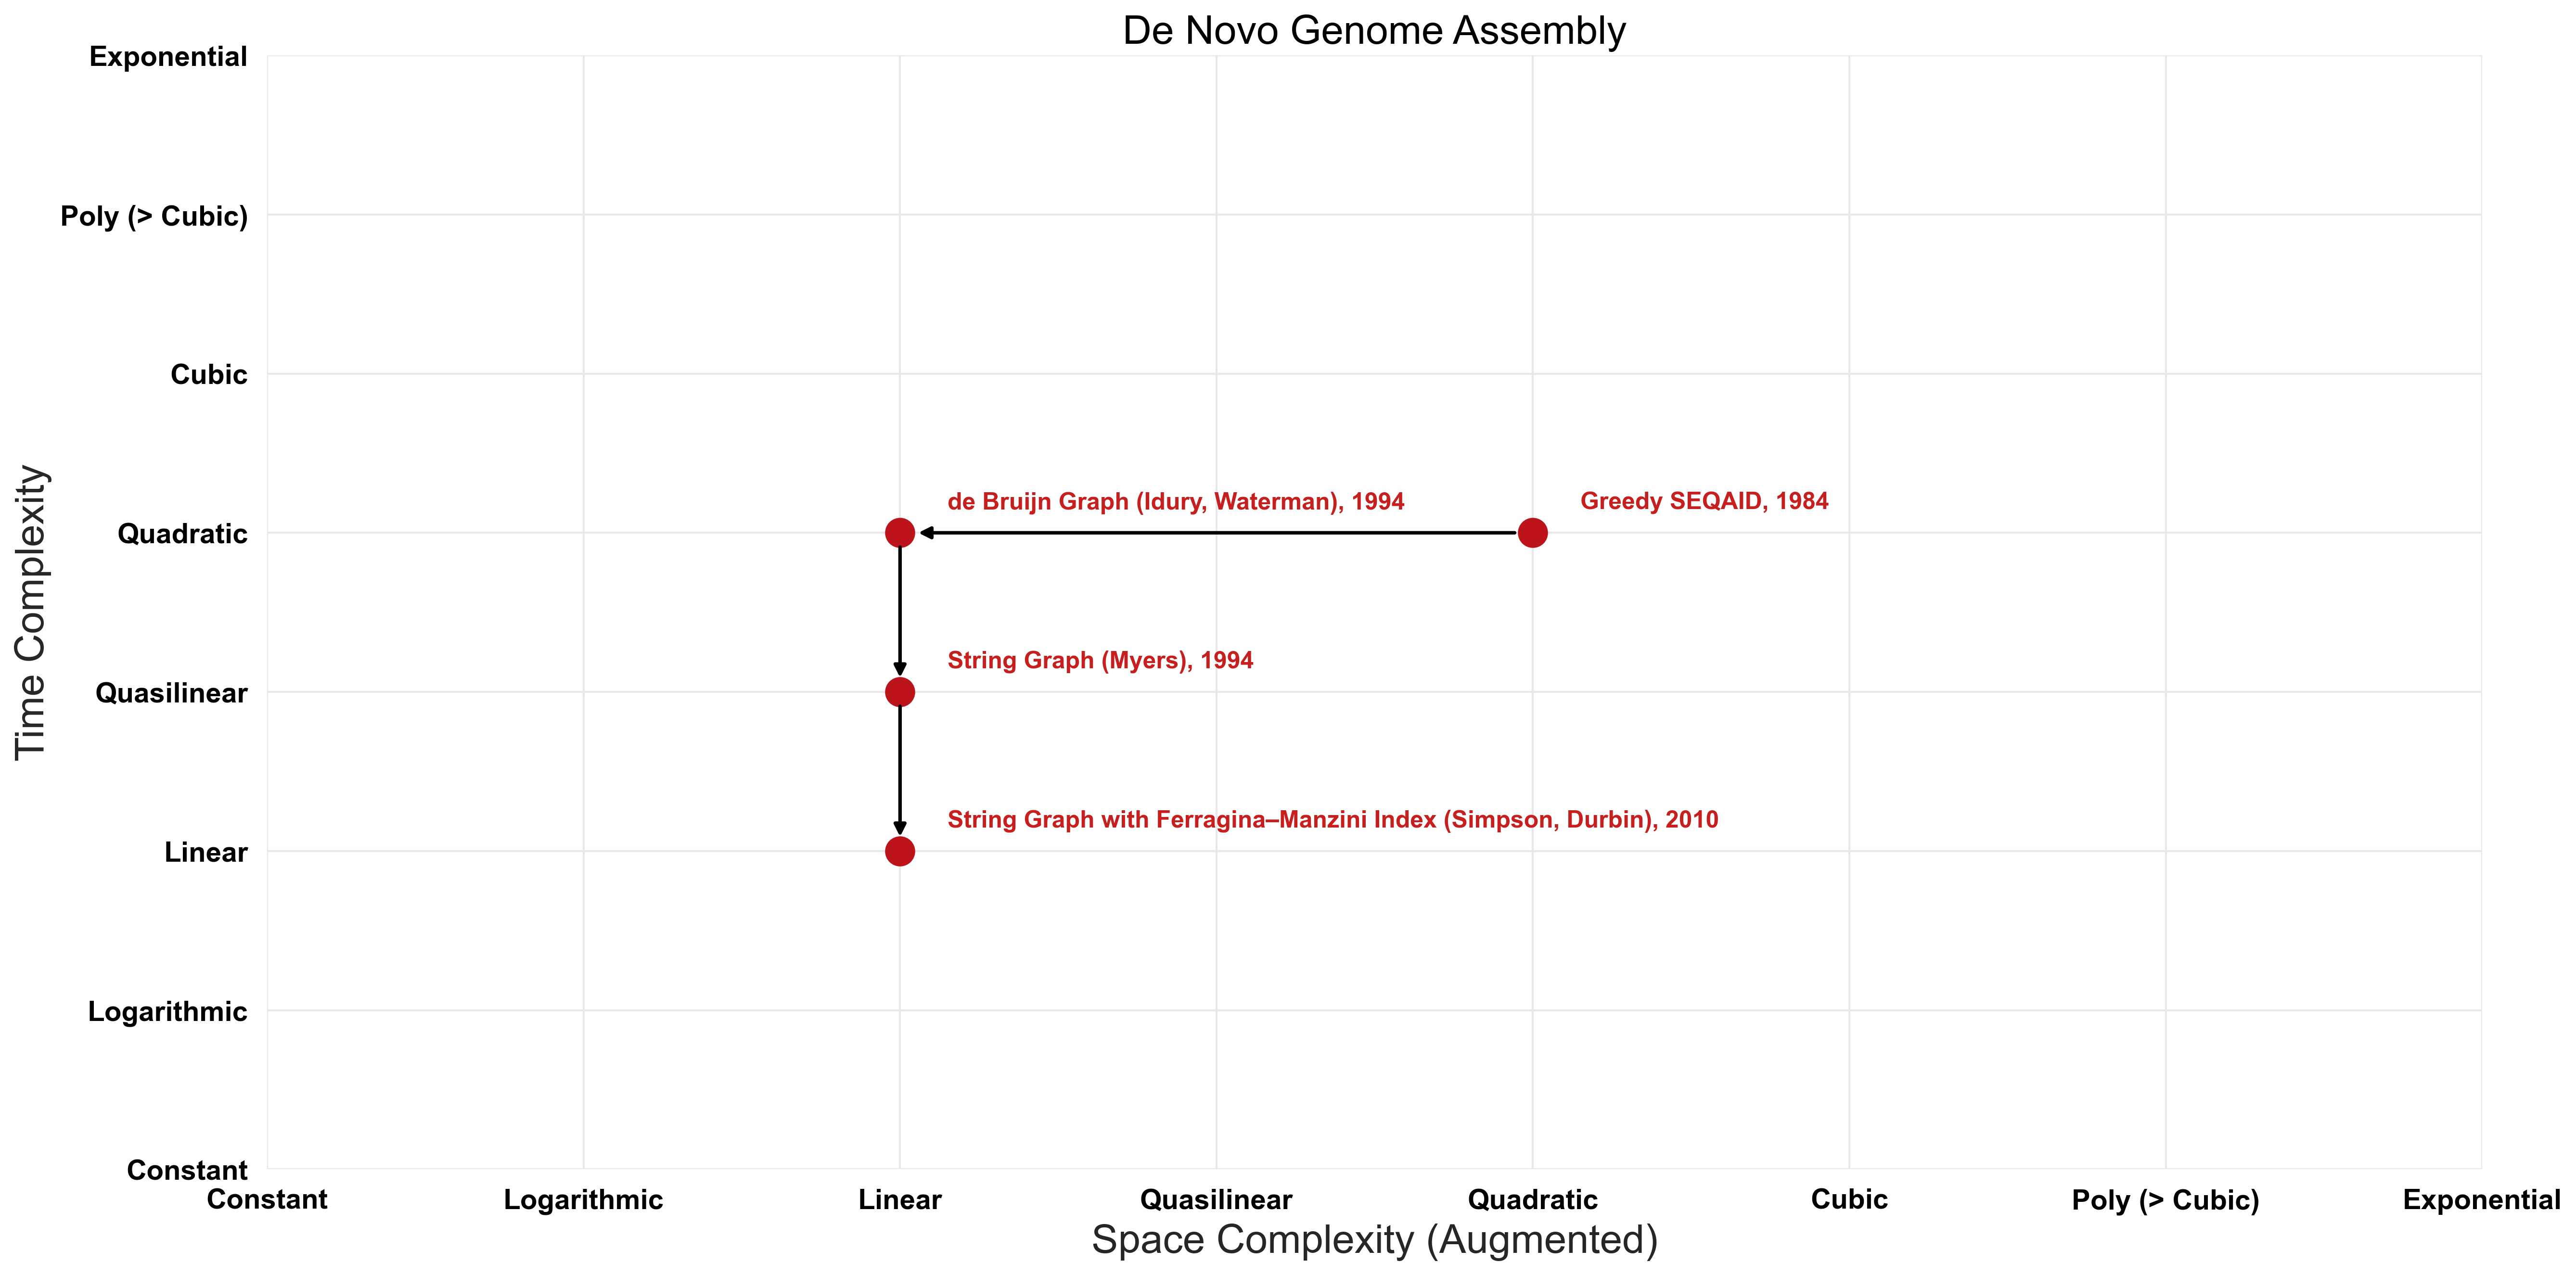 De Novo Genome Assembly
Exponential
Poly (> Cubic)
Cubic
Quadratic
Quasilinear
Linear
Logarithmic
Constant
Time Complexity
de Bruijn Graph (Idury, Waterman), 1994
Greedy SEQAID, 1984
String Graph (Myers), 1994
String Graph with Ferragina–Manzini Index (Simpson, Durbin), 2010
Constant
Logarithmic
Linear
Quasilinear
Quadratic
Cubic
Poly (> Cubic)
Exponential
Space Complexity (Augmented)